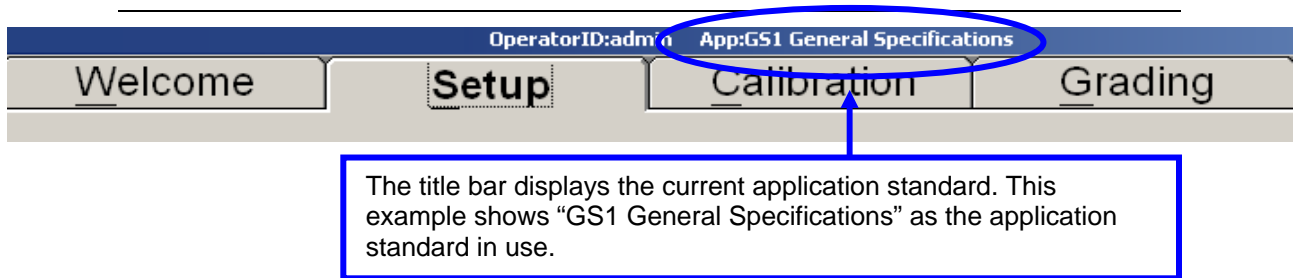 OperatorID:admin App:GS1 General Specifications
Welcome Setup Calibration Grading
The title bar displays the current application standard. This
example shows “GS1 General Specifications” as the application
standard in use.